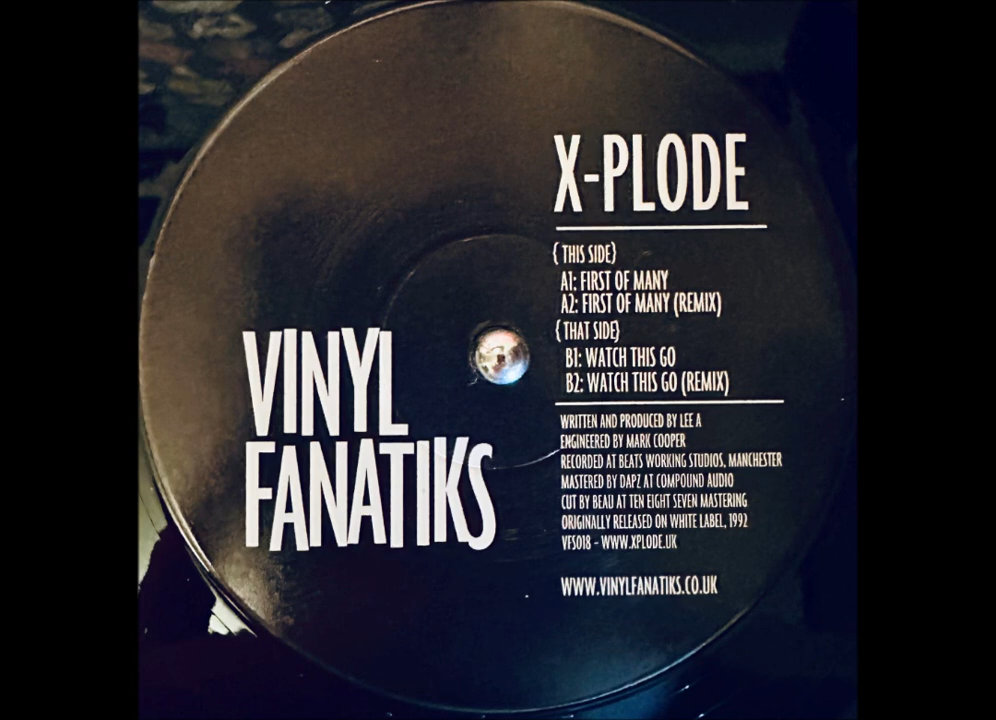 X-PLODE
{ THIS SIDE}
A1: FIRST OF MANY
A2: FIRST OF MANY (REMIX)
{THAT SIDE}
B1: WATCH THIS GO
B2: WATCH THIS GO (REMIX)
WRITTEN AND PRODUCED BY LEE A
ENGINEERED BY MARK COOPER
RECORDED AT BEATS WORKING STUDIOS, MANCHESTER
MASTERED BY DAPZ AT COMPOUND AUDIO
CUT BY BEAU AT TEN EIGHT SEVEN MASTERING
ORIGINALLY RELEASED ON WHITE LABEL, 1992
VFS018 - WWW.XPLODE.UK
WWW.VINYLFANATIKS.CO.UK
VINYL
FANATIKS